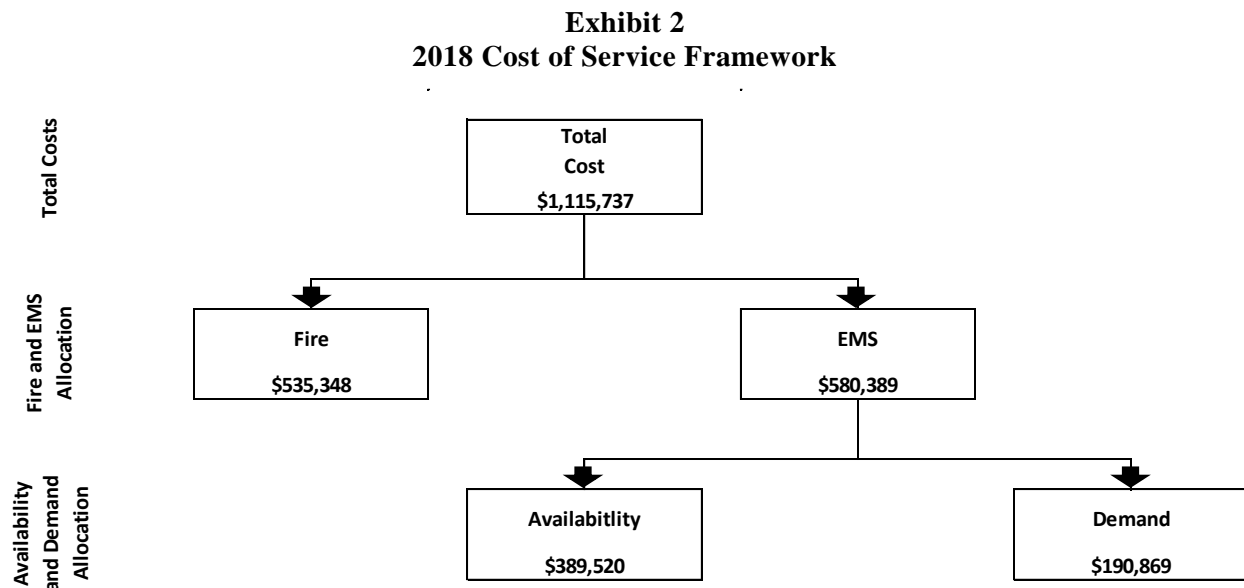 Exhibit 2
2018 Cost of Service Framework
Total Costs
Total
Cost
$1,115,737
Fire and EMS
Allocation
Fire
$535,348
EMS
$580,389
Availability
and Demand
Allocation
Availabitlity
$389,520
Demand
$190,869